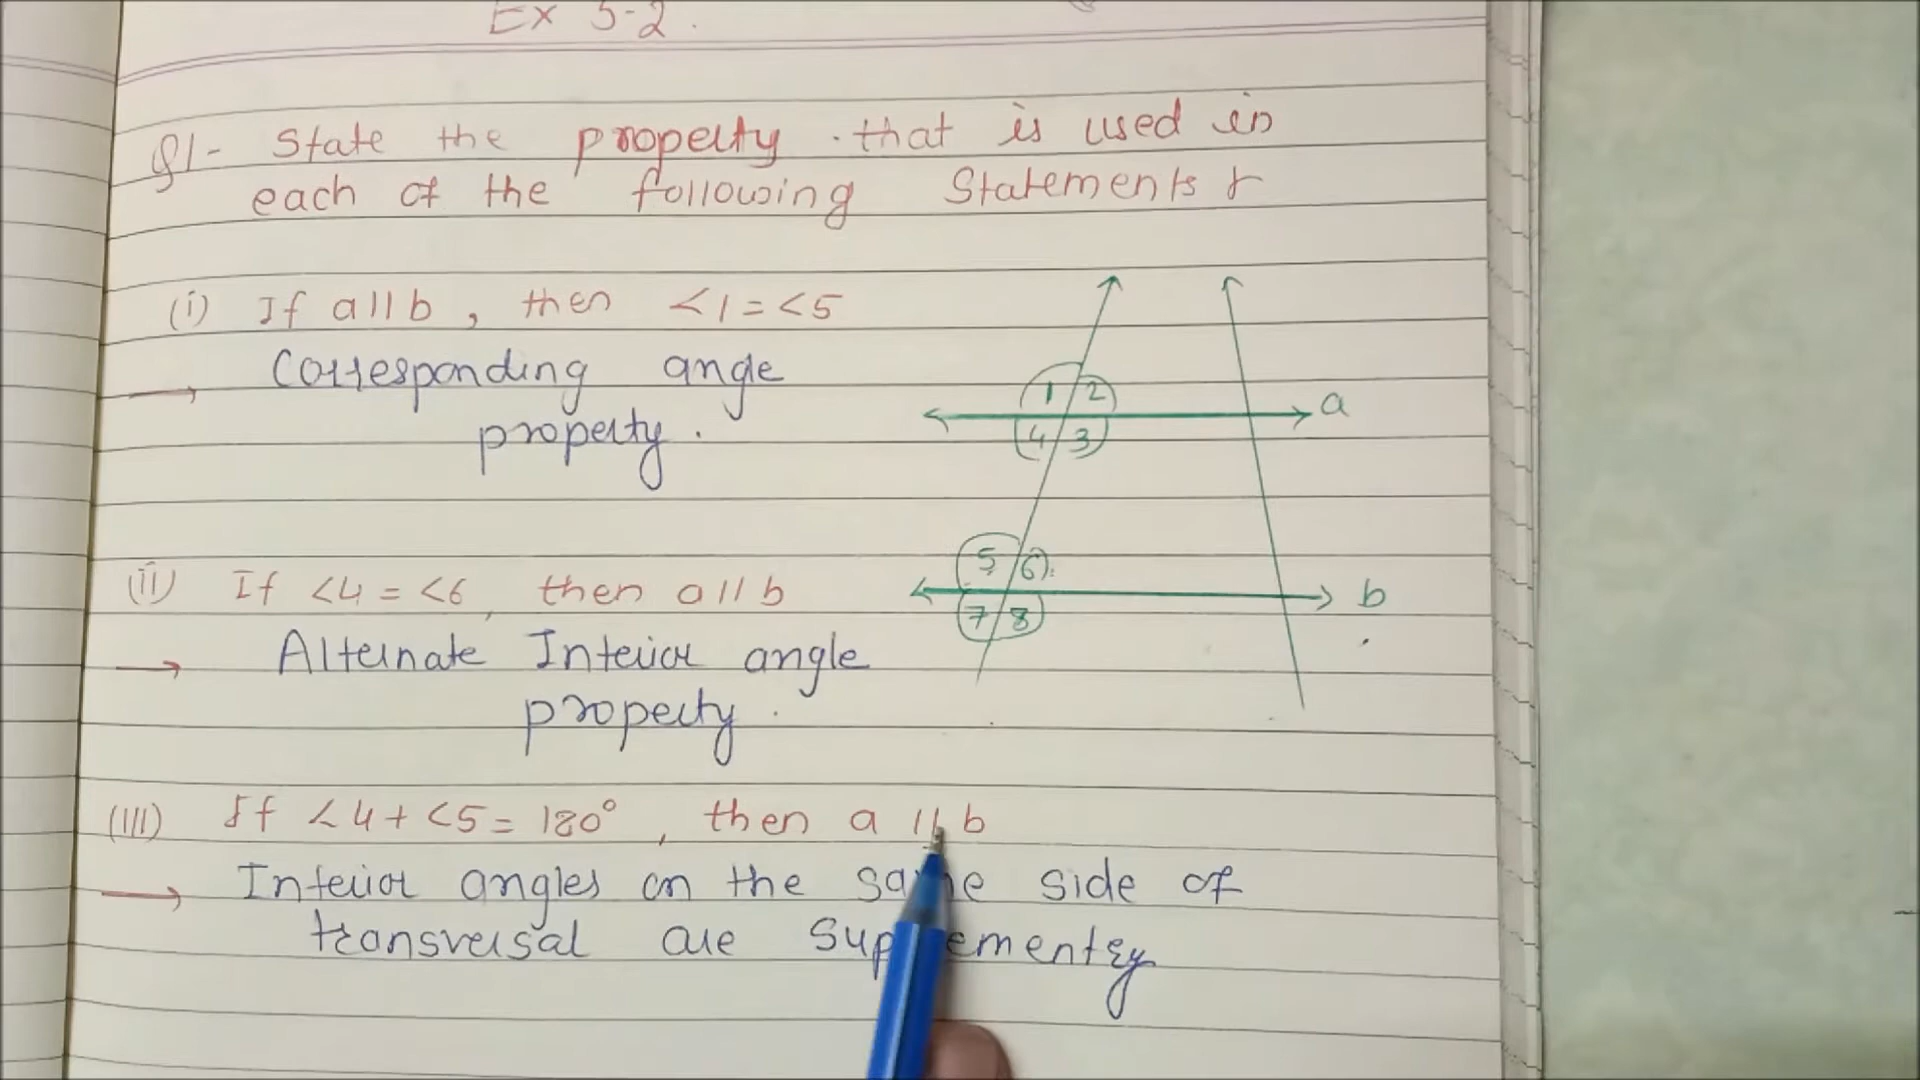 Ex 5-2.
Q1- State the property that is used in
each of the following Statements :-
(i) If a||b, then <1=<5
→ Corresponding angle
property.
1 2
a
4 3
5 6
(ii) If <4=<6, then a||b
b
7 8
→ Alternate Interior angle
property.
(III) If <4+<5=180°, then a ||b
→ Interior angles on the same side of
transversal are